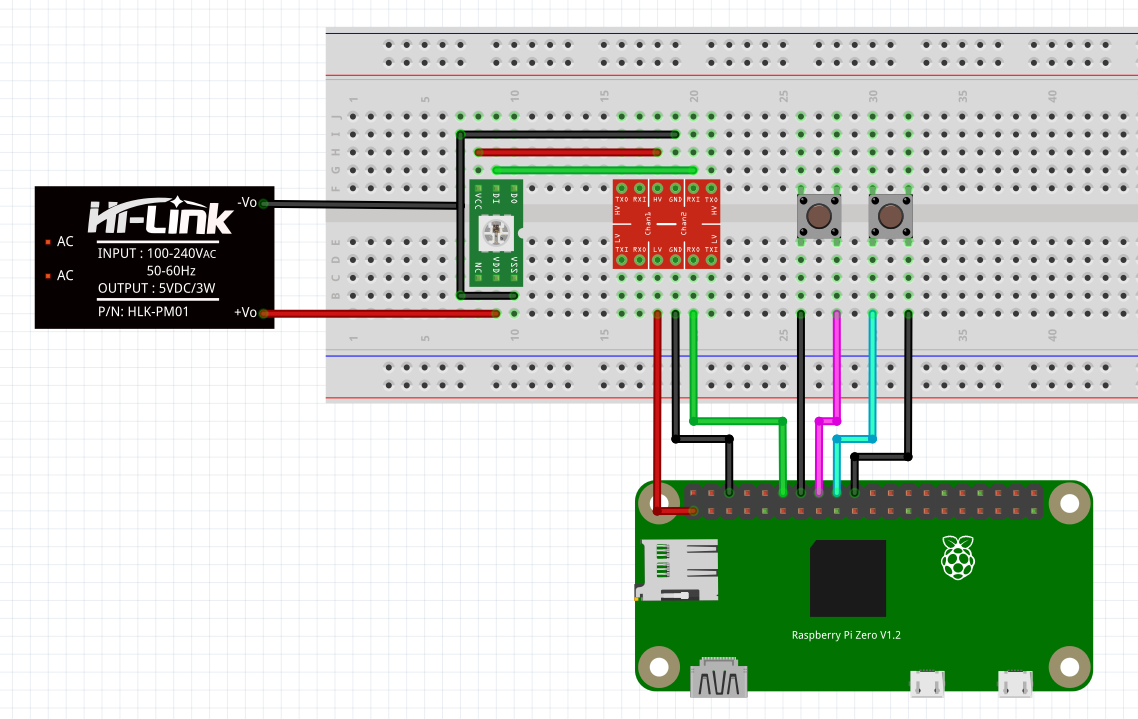 Hi-Link
-Vo
AC
INPUT : 100-240VAC
AC
50-60Hz
OUTPUT : 5VDC/3W
P/N: HLK-PM01
+Vo
1 5 10 15 20 25 30 35 40
J
I
H
G
F
VCC DI DO
NC VDD VSS
TXO RXI HV GND RXI TXO
HV Chan1 Chan2 HV
LV LV
TXI RXO LV GND RXO TXI
E
D
C
B
1 5 10 15 20 25 30 35 40
Raspberry Pi Zero V1.2